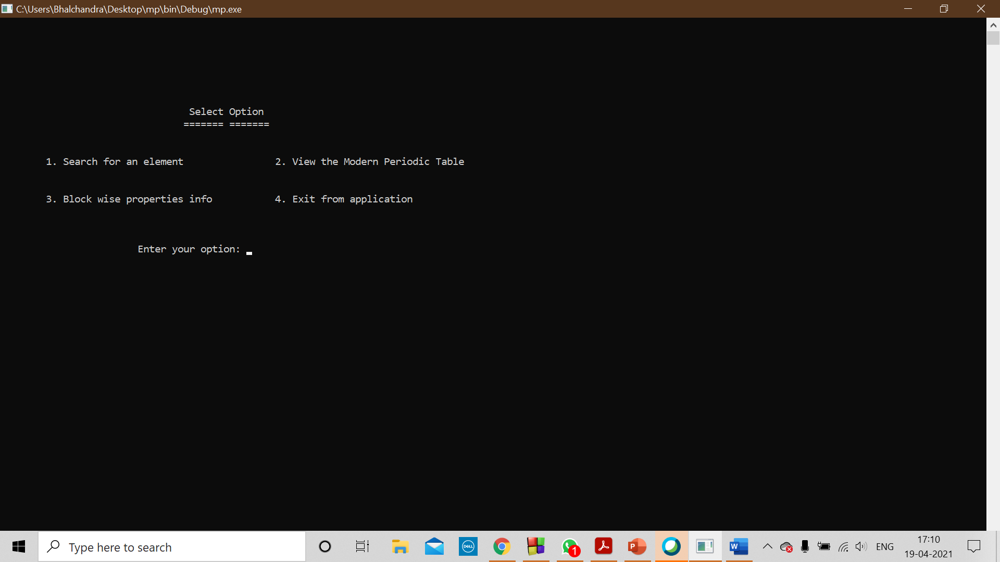 C:\Users\Bhalchandra\Desktop\mp\bin\Debug\mp.exe
Select Option
======= =======
1. Search for an element 2. View the Modern Periodic Table
3. Block wise properties info 4. Exit from application
Enter your option:
Type here to search
DELL
1
P
W
ENG
17:10
19-04-2021